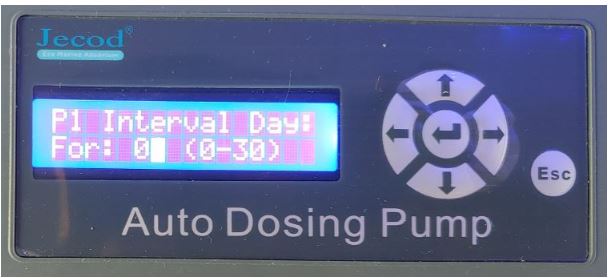 Jecod®
Eco Marine Aquarium
P1 Interval Day:
For: 0 (0-30)
Esc
Auto Dosing Pump